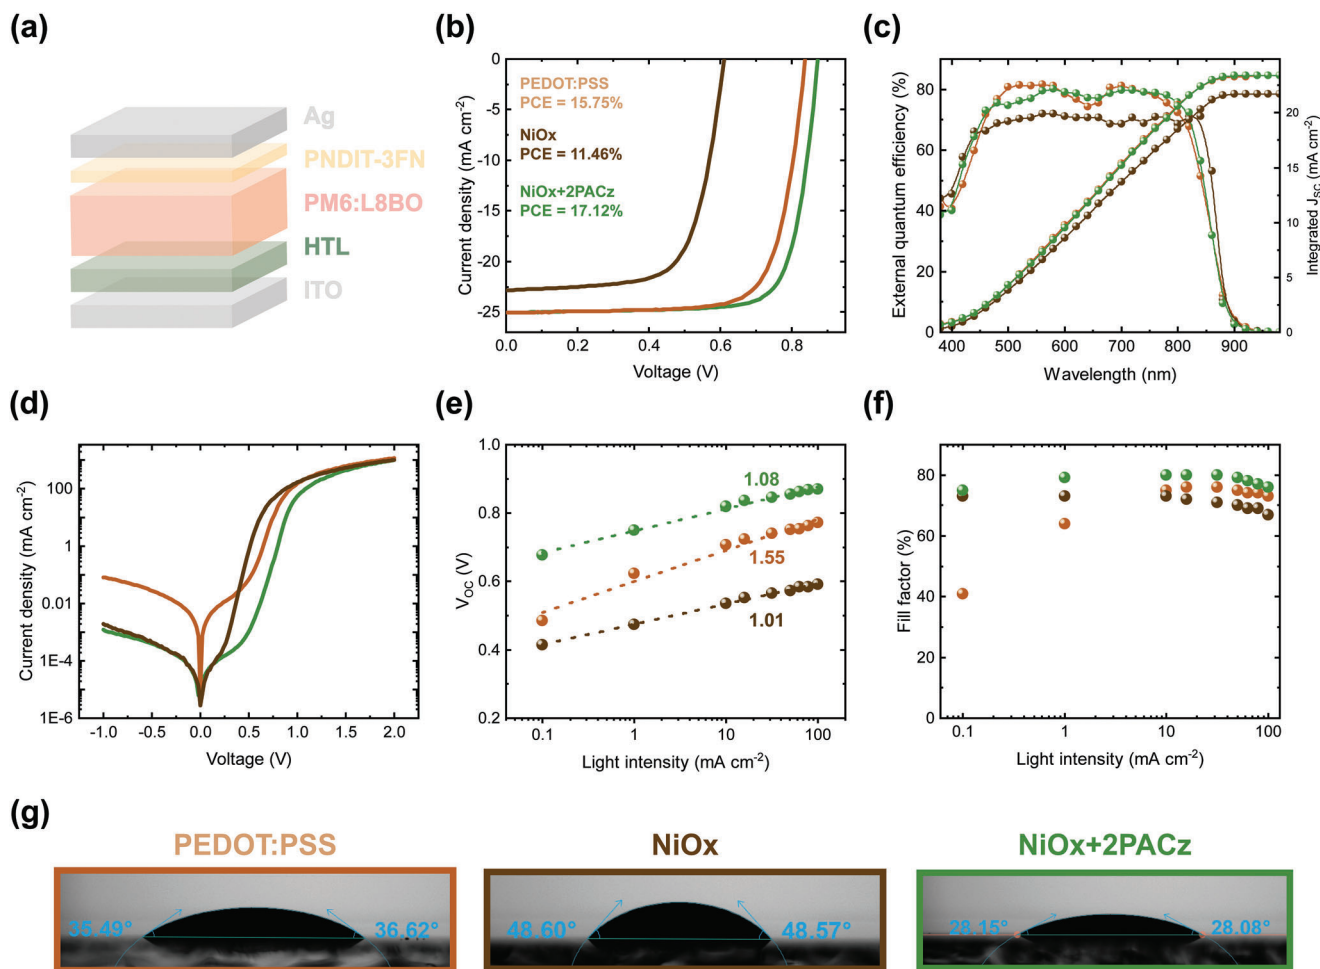 (a)
Ag
PNDIT-3FN
PM6:L8BO
HTL
ITO
(b)
PEDOT:PSS
PCE = 15.75%
NiOx
PCE = 11.46%
NiOx+2PACz
PCE = 17.12%
Current density (mA cm⁻²)
0
-5
-10
-15
-20
-25
0.0 0.2 0.4 0.6 0.8
Voltage (V)
(c)
External quantum efficiency (%)
80
60
40
20
0
Integrated J_SC (mA cm⁻²)
20
15
10
5
0
400 500 600 700 800 900
Wavelength (nm)
(d)
Current density (mA cm⁻²)
100
1
0.01
1E-4
1E-6
-1.0 -0.5 0.0 0.5 1.0 1.5 2.0
Voltage (V)
(e)
V_OC (V)
1.0
0.8
0.6
0.4
0.2
1.08
1.55
1.01
0.1 1 10 100
Light intensity (mA cm⁻²)
(f)
Fill factor (%)
100
80
60
40
20
0
0.1 1 10 100
Light intensity (mA cm⁻²)
(g)
PEDOT:PSS
35.49° 36.62°
NiOx
48.60° 48.57°
NiOx+2PACz
28.15° 28.08°